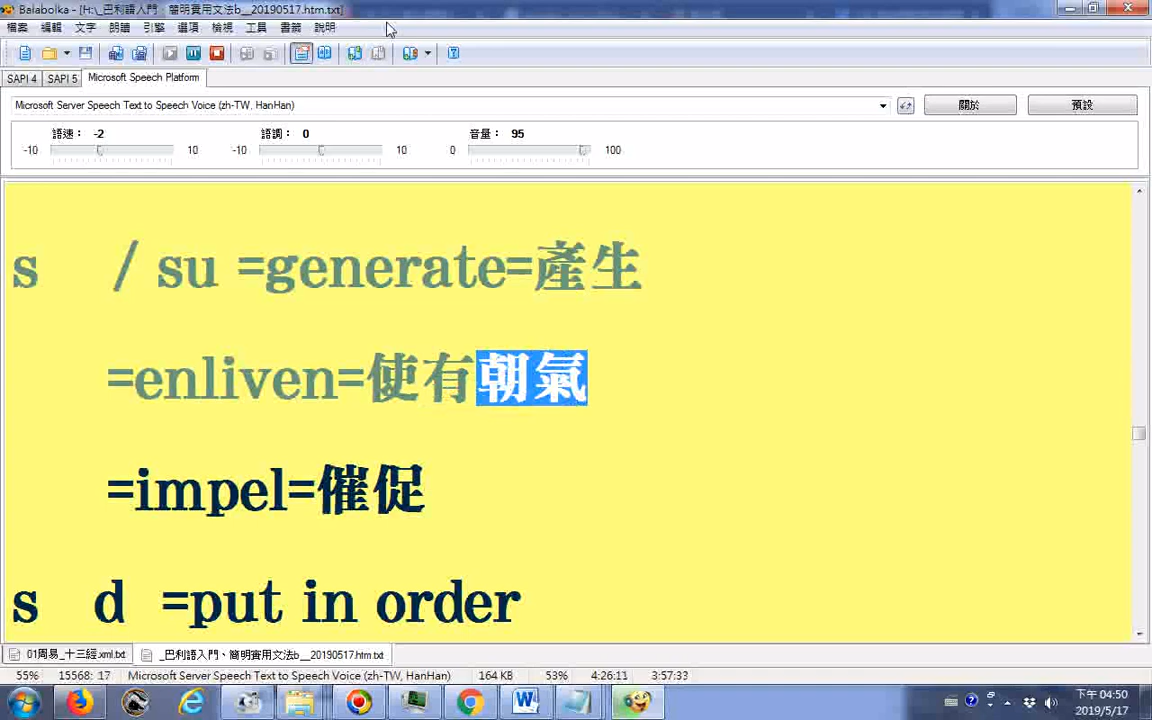 Balabolka - [H:\_巴利語入門、簡明實用文法b__20190517.htm.txt]
檔案 編輯 文字 朗讀 引擎 選項 檢視 工具 書籤 說明
SAPI 4 SAPI 5 Microsoft Speech Platform
Microsoft Server Speech Text to Speech Voice (zh-TW, HanHan) 關於 預設
語速： -2 語調： 0 音量： 95
-10 10 -10 10 0 100
s / su =generate=產生
=enliven=使有朝氣
=impel=催促
s d =put in order
01周易_十三經.xml.txt _巴利語入門、簡明實用文法b__20190517.htm.txt
55% 15568: 17 Microsoft Server Speech Text to Speech Voice (zh-TW, HanHan) 164 KB 53% 4:26:11 3:57:33
下午 04:50
2019/5/17